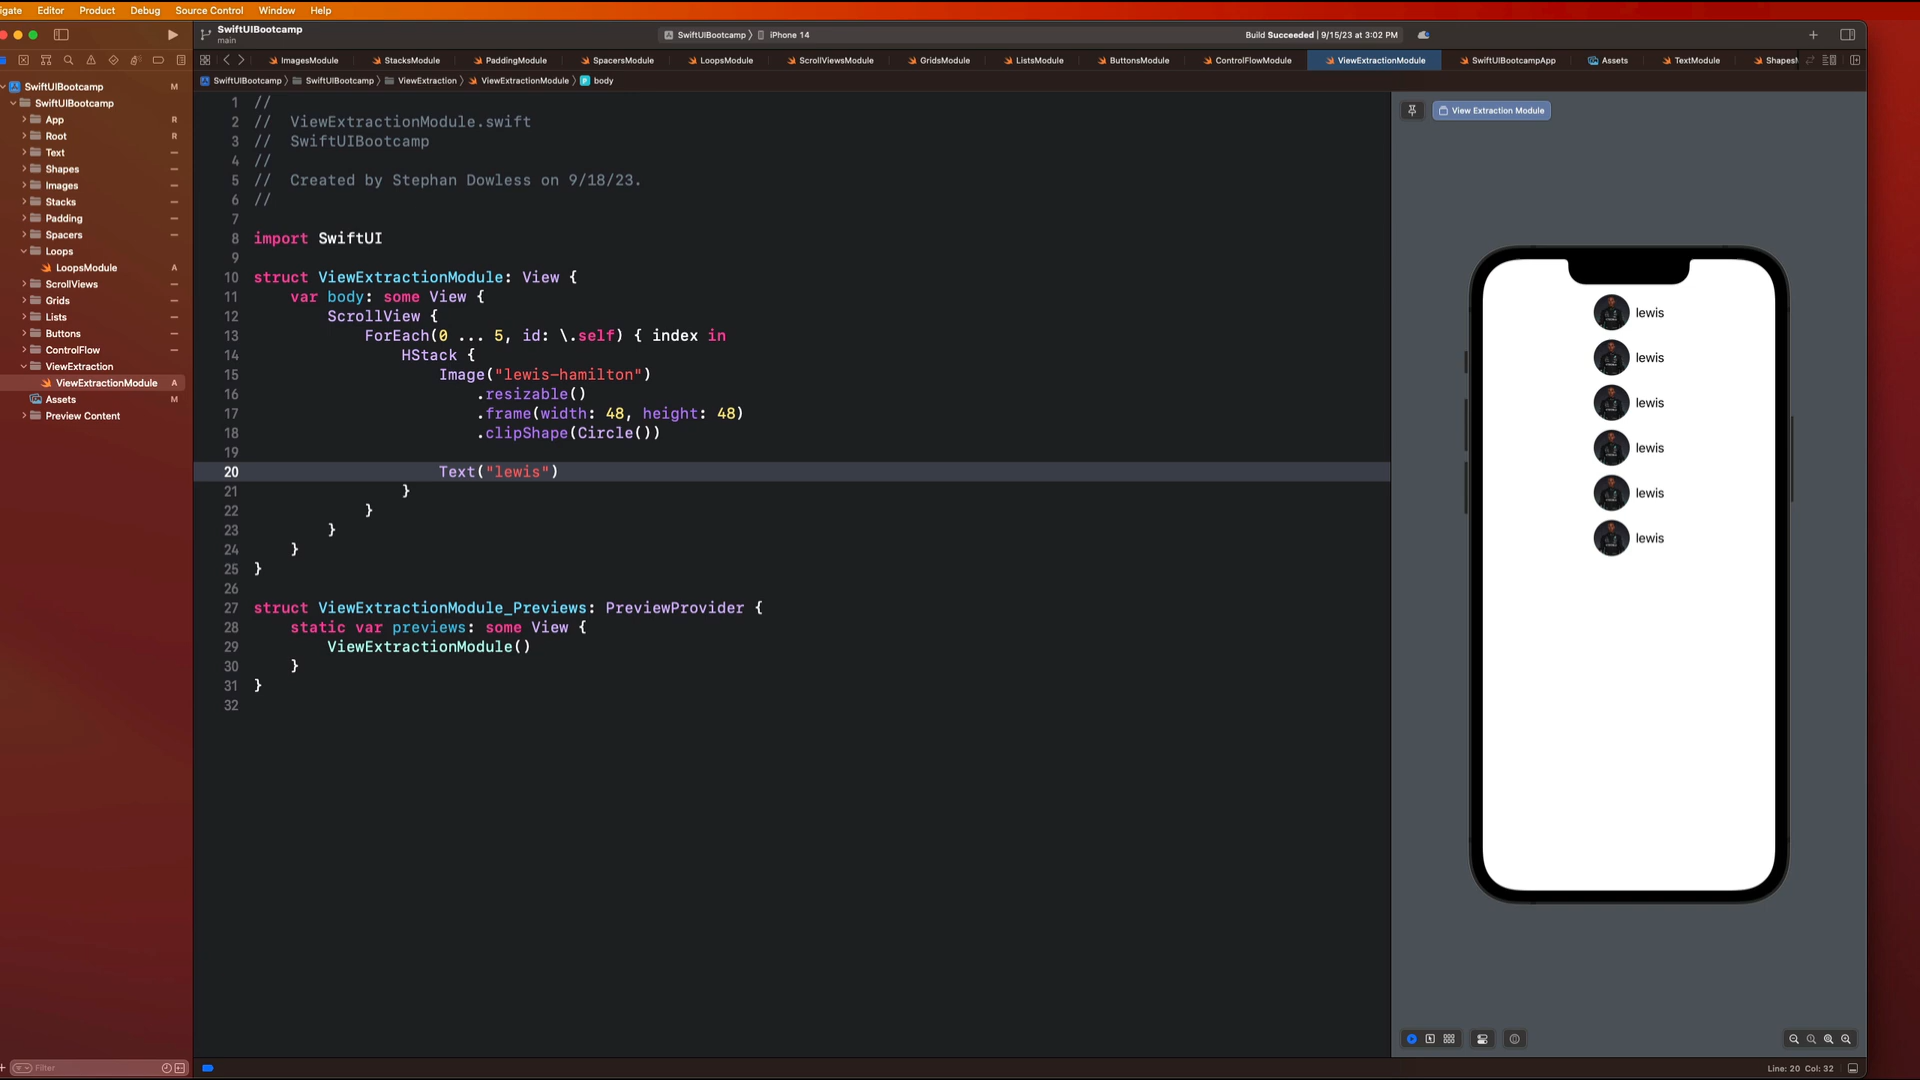 igate Editor Product Debug Source Control Window Help
SwiftUIBootcamp
main
SwiftUIBootcamp iPhone 14
Build Succeeded | 9/15/23 at 3:02 PM
ImagesModule StacksModule PaddingModule SpacersModule LoopsModule ScrollViewsModule GridsModule ListsModule ButtonsModule ControlFlowModule ViewExtractionModule SwiftUIBootcampApp Assets TextModule Shapes
SwiftUIBootcamp SwiftUIBootcamp ViewExtraction ViewExtractionModule P body
SwiftUIBootcamp M
SwiftUIBootcamp
App R
Root R
Text
Shapes
Images
Stacks
Padding
Spacers
Loops
LoopsModule A
ScrollViews
Grids
Lists
Buttons
ControlFlow
ViewExtraction
ViewExtractionModule A
Assets M
Preview Content
Filter
1 //
2 // ViewExtractionModule.swift
3 // SwiftUIBootcamp
4 //
5 // Created by Stephan Dowless on 9/18/23.
6 //
7
8 import SwiftUI
9
10 struct ViewExtractionModule: View {
11 var body: some View {
12 ScrollView {
13 ForEach(0 ... 5, id: \.self) { index in
14 HStack {
15 Image("lewis-hamilton")
16 .resizable()
17 .frame(width: 48, height: 48)
18 .clipShape(Circle())
19
20 Text("lewis")
21 }
22 }
23 }
24 }
25 }
26
27 struct ViewExtractionModule_Previews: PreviewProvider {
28 static var previews: some View {
29 ViewExtractionModule()
30 }
31 }
32
View Extraction Module
lewis
lewis
lewis
lewis
lewis
lewis
Line: 20 Col: 32